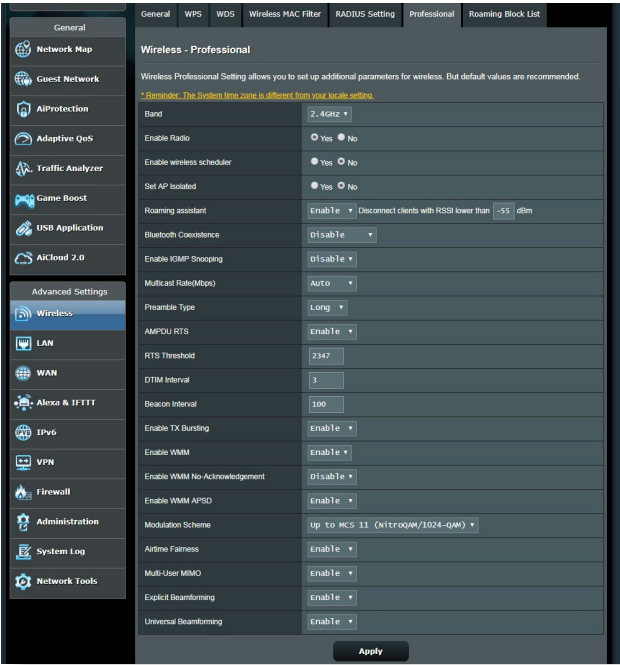 General WPS WDS Wireless MAC Filter RADIUS Setting Professional Roaming Block List
General
Network Map
Guest Network
AiProtection
Adaptive QoS
Traffic Analyzer
Game Boost
USB Application
AiCloud 2.0
Advanced Settings
Wireless
LAN
WAN
Alexa & IFTTT
IPv6
VPN
Firewall
Administration
System Log
Network Tools
Wireless - Professional
Wireless Professional Setting allows you to set up additional parameters for wireless. But default values are recommended.
* Reminder: The System time zone is different from your locale setting.
Band 2.4GHz
Enable Radio Yes No
Enable wireless scheduler Yes No
Set AP Isolated Yes No
Roaming assistant Enable Disconnect clients with RSSI lower than -55 dBm
Bluetooth Coexistence Disable
Enable IGMP Snooping Disable
Multicast Rate(Mbps) Auto
Preamble Type Long
AMPDU RTS Enable
RTS Threshold 2347
DTIM Interval 3
Beacon Interval 100
Enable TX Bursting Enable
Enable WMM Enable
Enable WMM No-Acknowledgement Disable
Enable WMM APSD Enable
Modulation Scheme Up to MCS 11 (NitroQAM/1024-QAM)
Airtime Fairness Enable
Multi-User MIMO Enable
Explicit Beamforming Enable
Universal Beamforming Enable
Apply